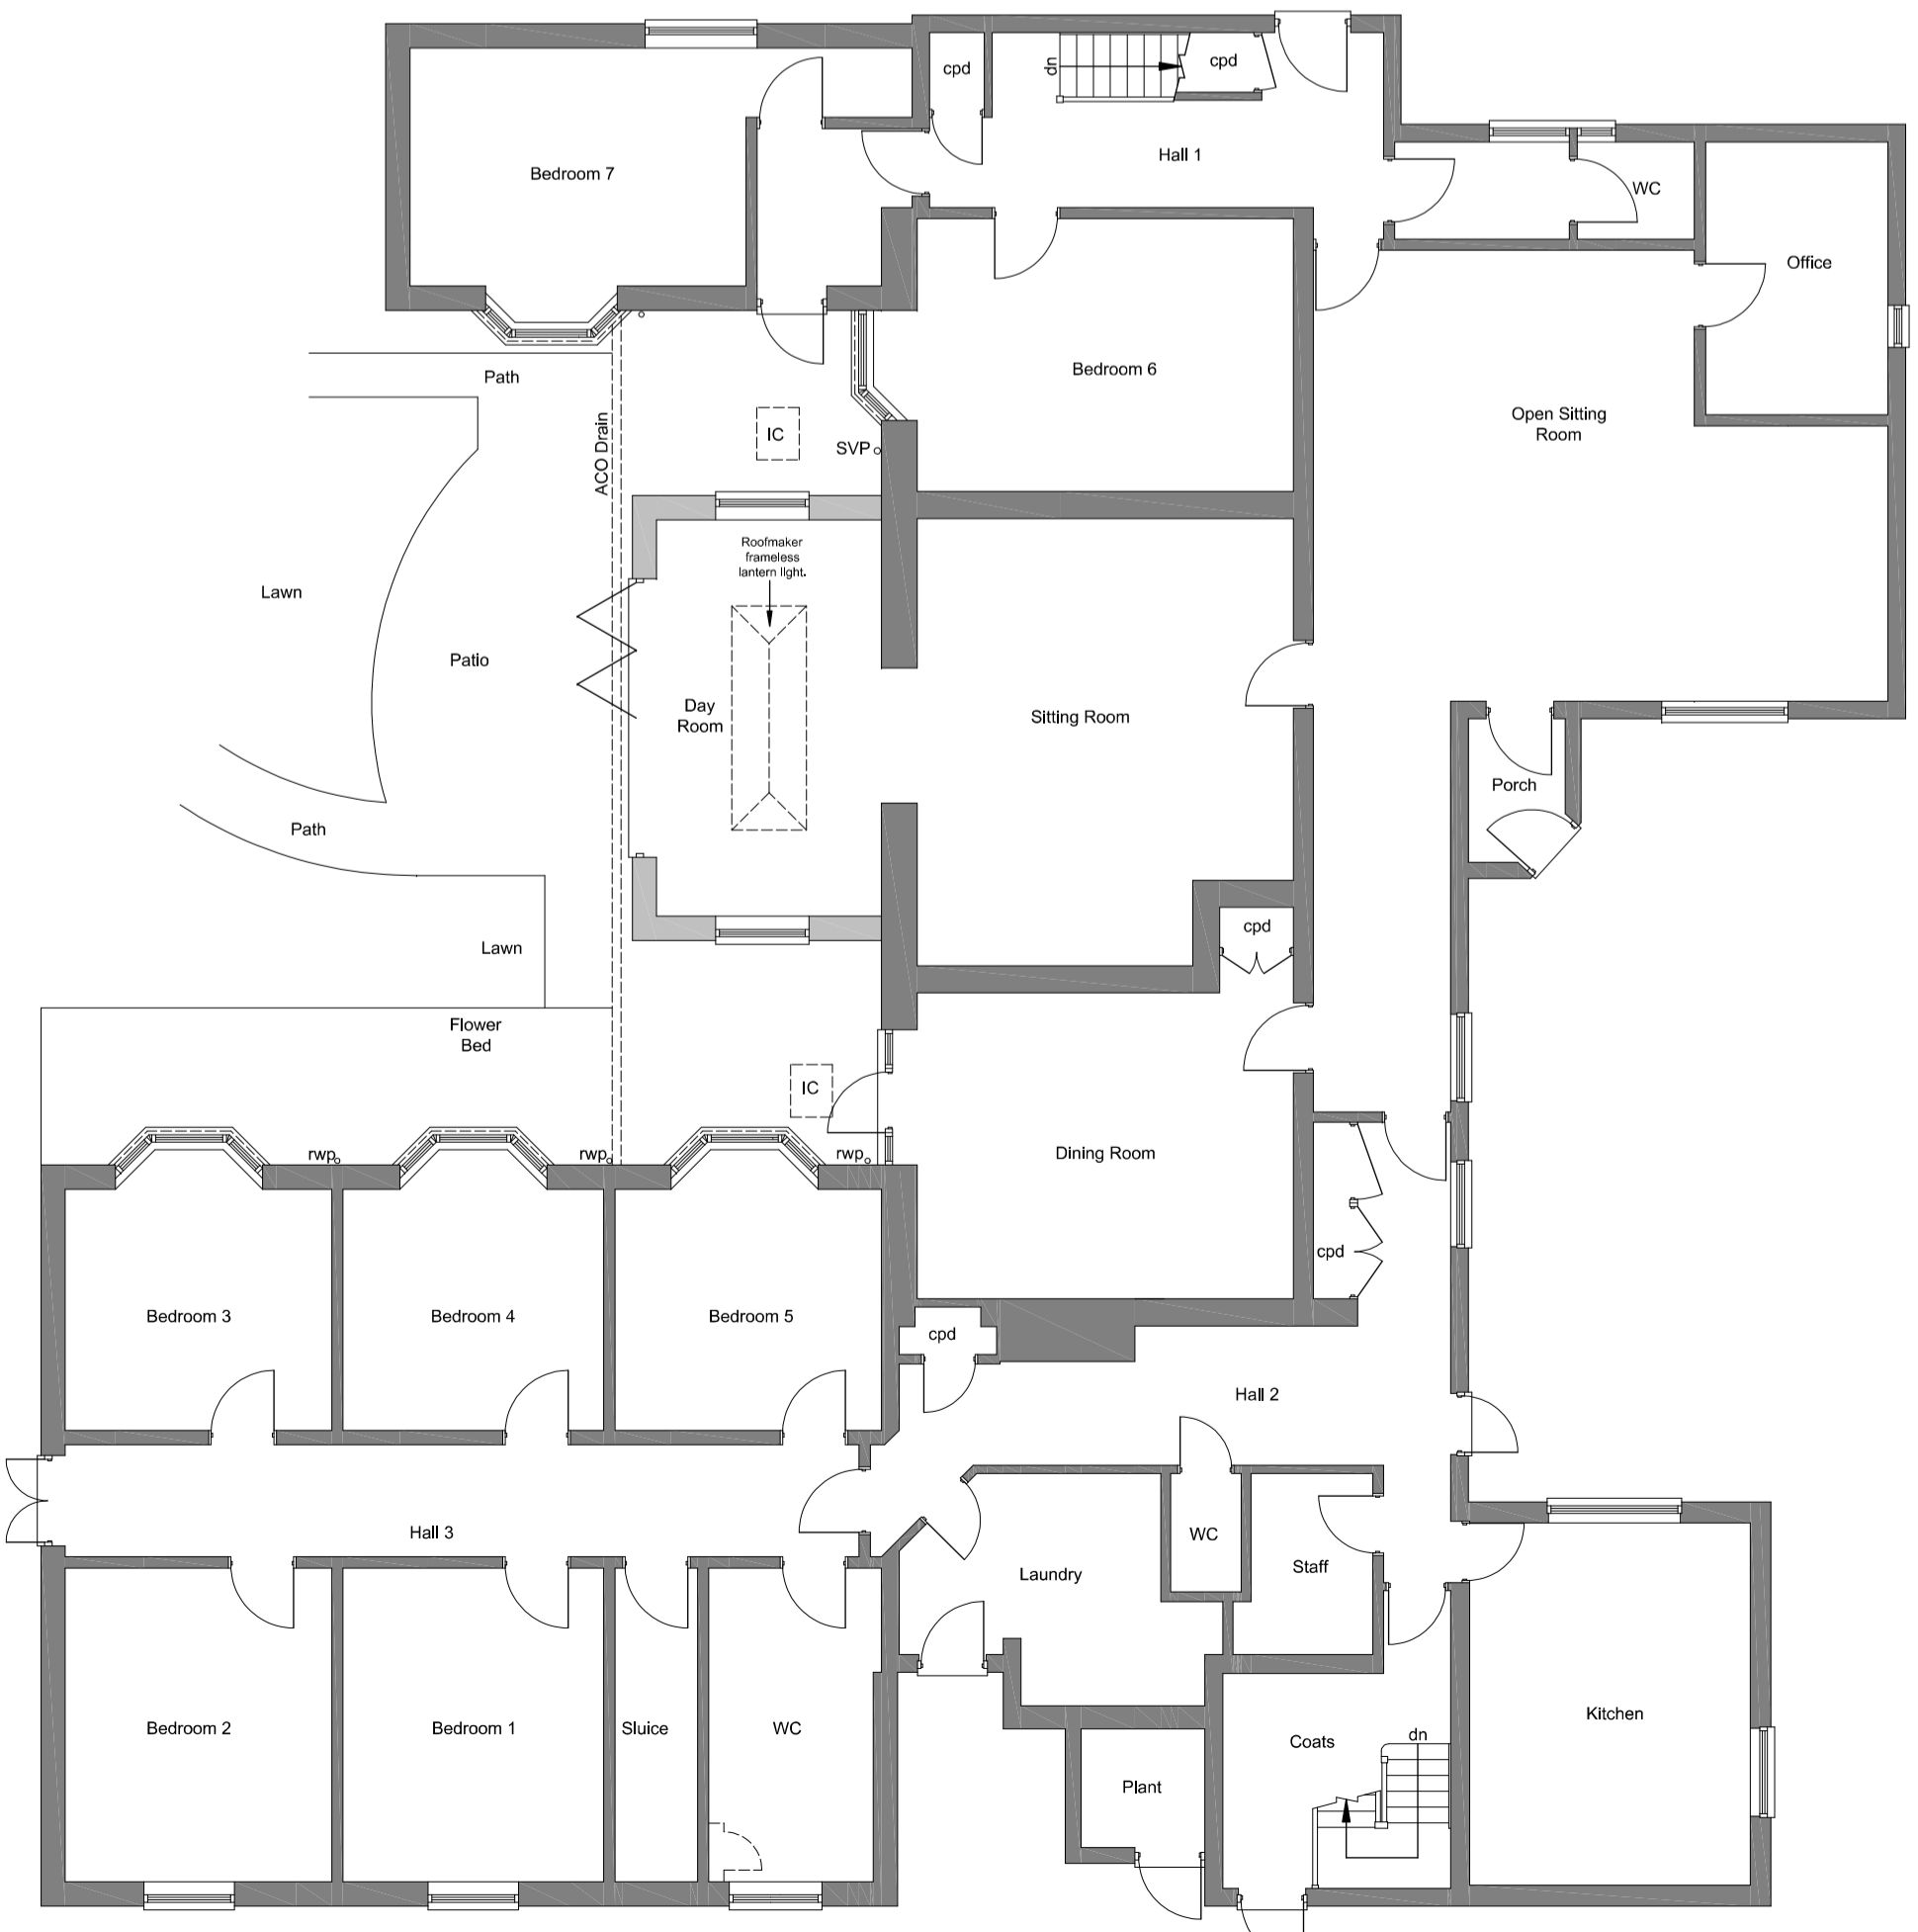 cpd
dn
cpd
Bedroom 7
Hall 1
WC
Office
Path
Bedroom 6
Open Sitting
Room
ACO Drain
IC
SVP
Roofmaker
frameless
lantern light.
Lawn
Patio
Day
Room
Sitting Room
Porch
Path
Lawn
cpd
Flower
Bed
IC
rwp
rwp
rwp
Dining Room
cpd
Bedroom 3
Bedroom 4
Bedroom 5
cpd
Hall 2
Hall 3
WC
Laundry
Staff
Bedroom 2
Bedroom 1
Sluice
WC
Coats
dn
Kitchen
Plant